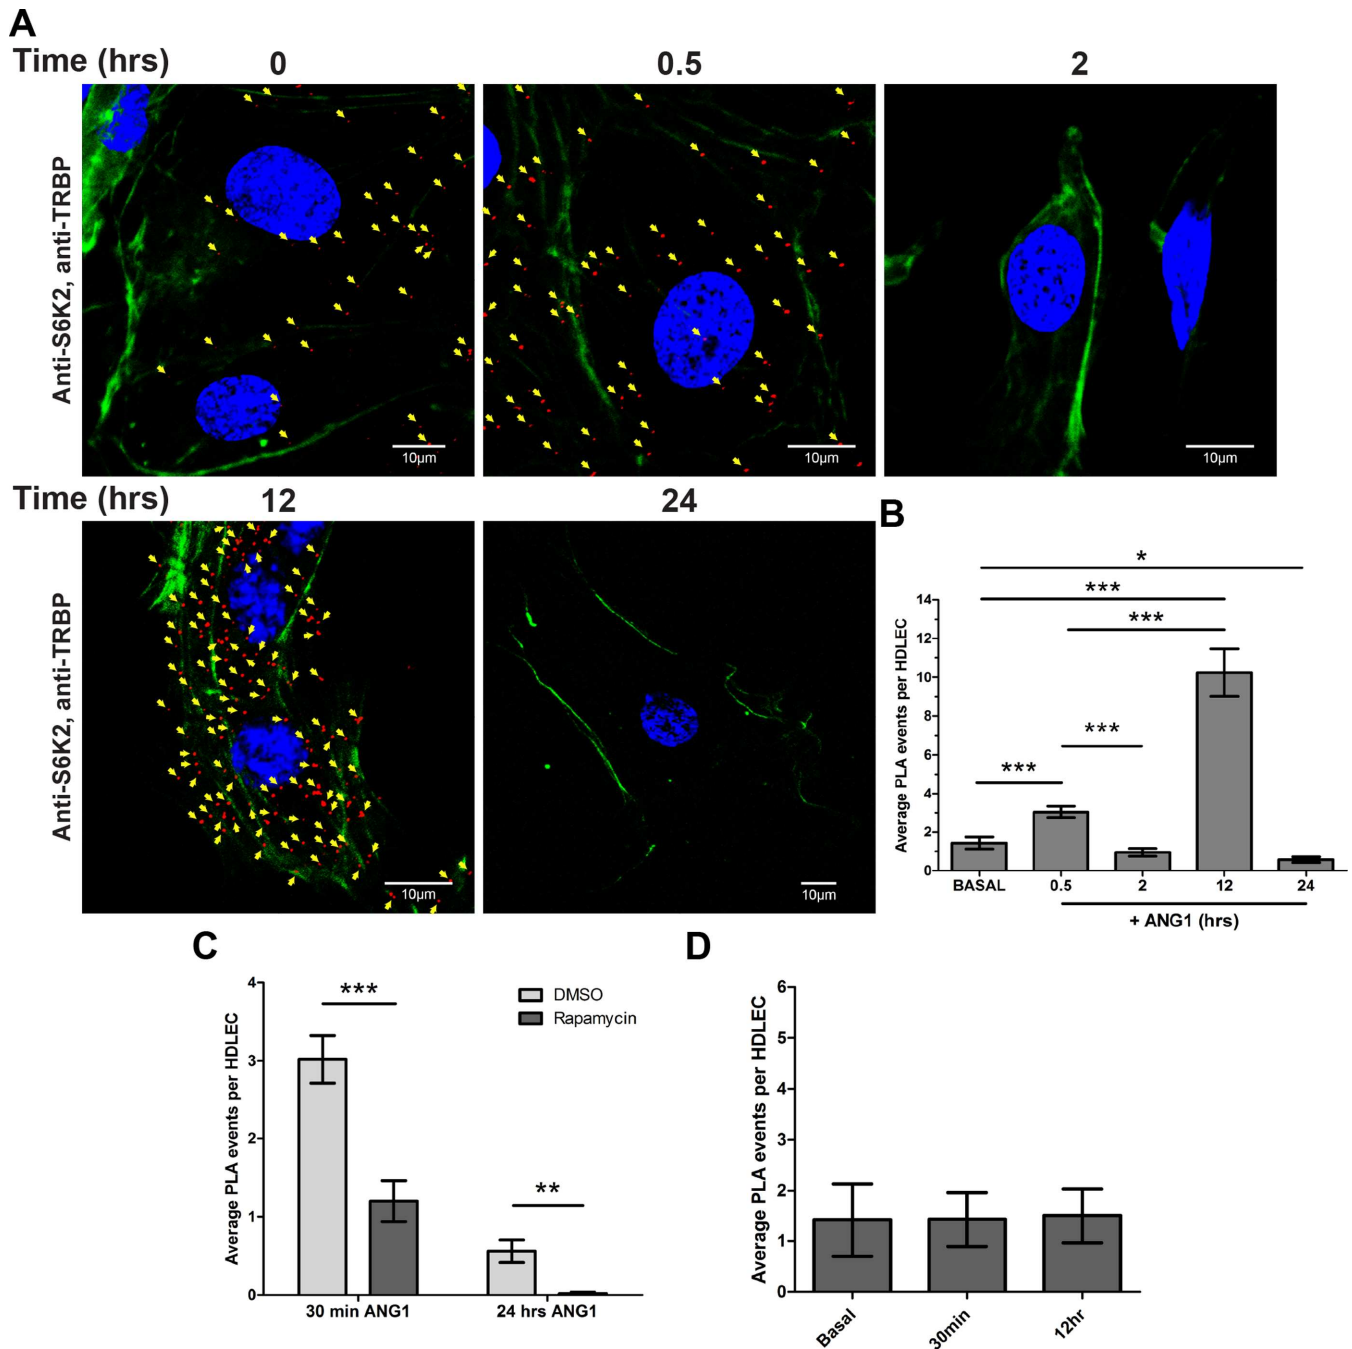 A
Time (hrs) 0 0.5 2
Anti-S6K2, anti-TRBP
10µm 10µm 10µm
Time (hrs) 12 24
Anti-S6K2, anti-TRBP
10µm 10µm
B
*
***
***
***
***
Average PLA events per HDLEC
14
12
10
8
6
4
2
0
BASAL 0.5 2 12 24
+ ANG1 (hrs)
C
***
**
DMSO
Rapamycin
Average PLA events per HDLEC
4
3
2
1
0
30 min ANG1 24 hrs ANG1
D
Average PLA events per HDLEC
6
5
4
3
2
1
0
Basal 30min 12hr